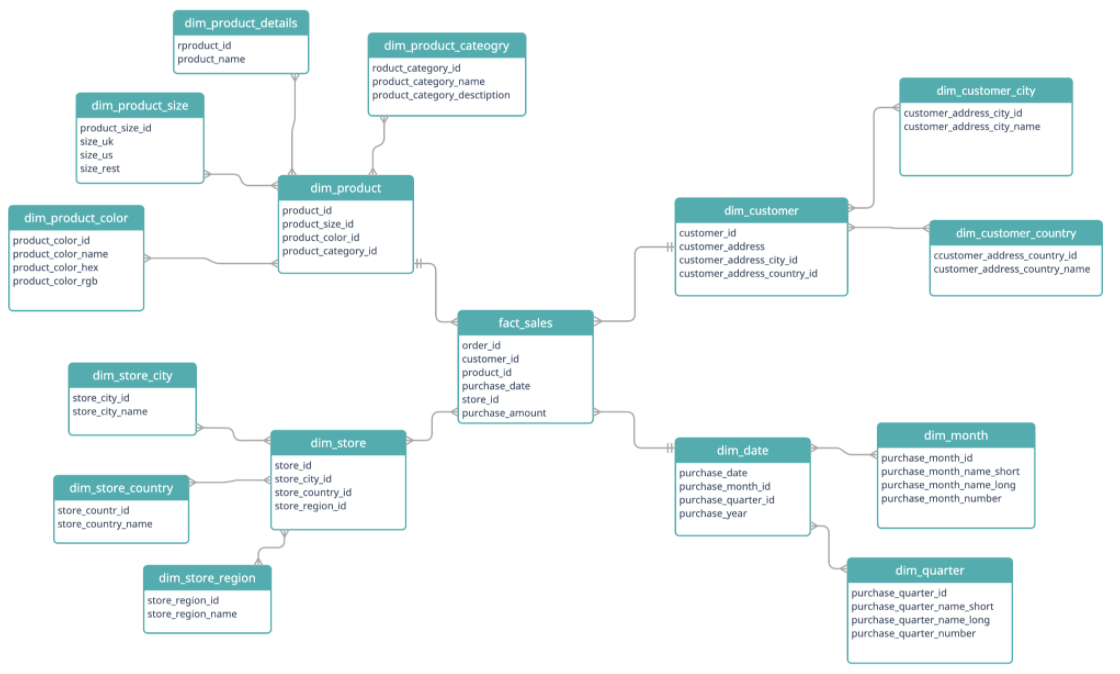 dim_product_details
rproduct_id
product_name
dim_product_cateogry
roduct_category_id
product_category_name
product_category_desctiption
dim_product_size
product_size_id
size_uk
size_us
size_rest
dim_product_color
product_color_id
product_color_name
product_color_hex
product_color_rgb
dim_product
product_id
product_size_id
product_color_id
product_category_id
dim_customer_city
customer_address_city_id
customer_address_city_name
dim_customer
customer_id
customer_address
customer_address_city_id
customer_address_country_id
dim_customer_country
ccustomer_address_country_id
customer_address_country_name
fact_sales
order_id
customer_id
product_id
purchase_date
store_id
purchase_amount
dim_store_city
store_city_id
store_city_name
dim_store
store_id
store_city_id
store_country_id
store_region_id
dim_store_country
store_countr_id
store_country_name
dim_store_region
store_region_id
store_region_name
dim_date
purchase_date
purchase_month_id
purchase_quarter_id
purchase_year
dim_month
purchase_month_id
purchase_month_name_short
purchase_month_name_long
purchase_month_number
dim_quarter
purchase_quarter_id
purchase_quarter_name_short
purchase_quarter_name_long
purchase_quarter_number